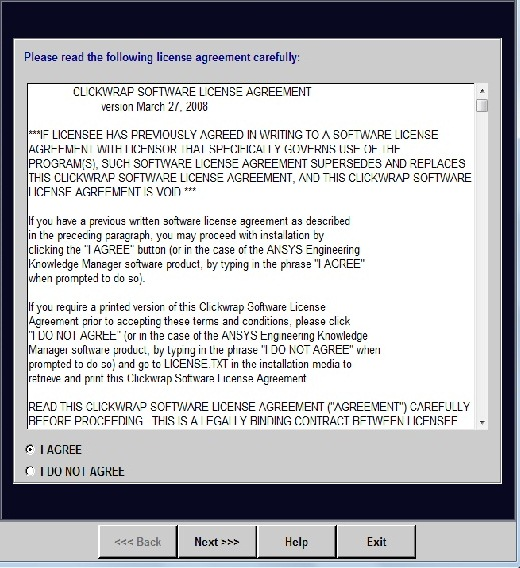 Please read the following license agreement carefully:
CLICKWRAP SOFTWARE LICENSE AGREEMENT
version March 27, 2008
***IF LICENSEE HAS PREVIOUSLY AGREED IN WRITING TO A SOFTWARE LICENSE
AGREEMENT WITH LICENSOR THAT SPECIFICALLY GOVERNS USE OF THE
PROGRAM(S), SUCH SOFTWARE LICENSE AGREEMENT SUPERSEDES AND REPLACES
THIS CLICKWRAP SOFTWARE LICENSE AGREEMENT, AND THIS CLICKWRAP SOFTWARE
LICENSE AGREEMENT IS VOID.***
If you have a previous written software license agreement as described
in the preceding paragraph, you may proceed with installation by
clicking the "I AGREE" button (or in the case of the ANSYS Engineering
Knowledge Manager software product, by typing in the phrase "I AGREE"
when prompted to do so).
If you require a printed version of this Clickwrap Software License
Agreement prior to accepting these terms and conditions, please click
"I DO NOT AGREE" (or in the case of the ANSYS Engineering Knowledge
Manager software product, by typing in the phrase "I DO NOT AGREE" when
prompted to do so) and go to LICENSE.TXT in the installation media to
retrieve and print this Clickwrap Software License Agreement
READ THIS CLICKWRAP SOFTWARE LICENSE AGREEMENT ("AGREEMENT") CAREFULLY
BEFORE PROCEEDING. THIS IS A LEGALLY BINDING CONTRACT BETWEEN LICENSEE
I AGREE
I DO NOT AGREE
<<< Back Next >>> Help Exit